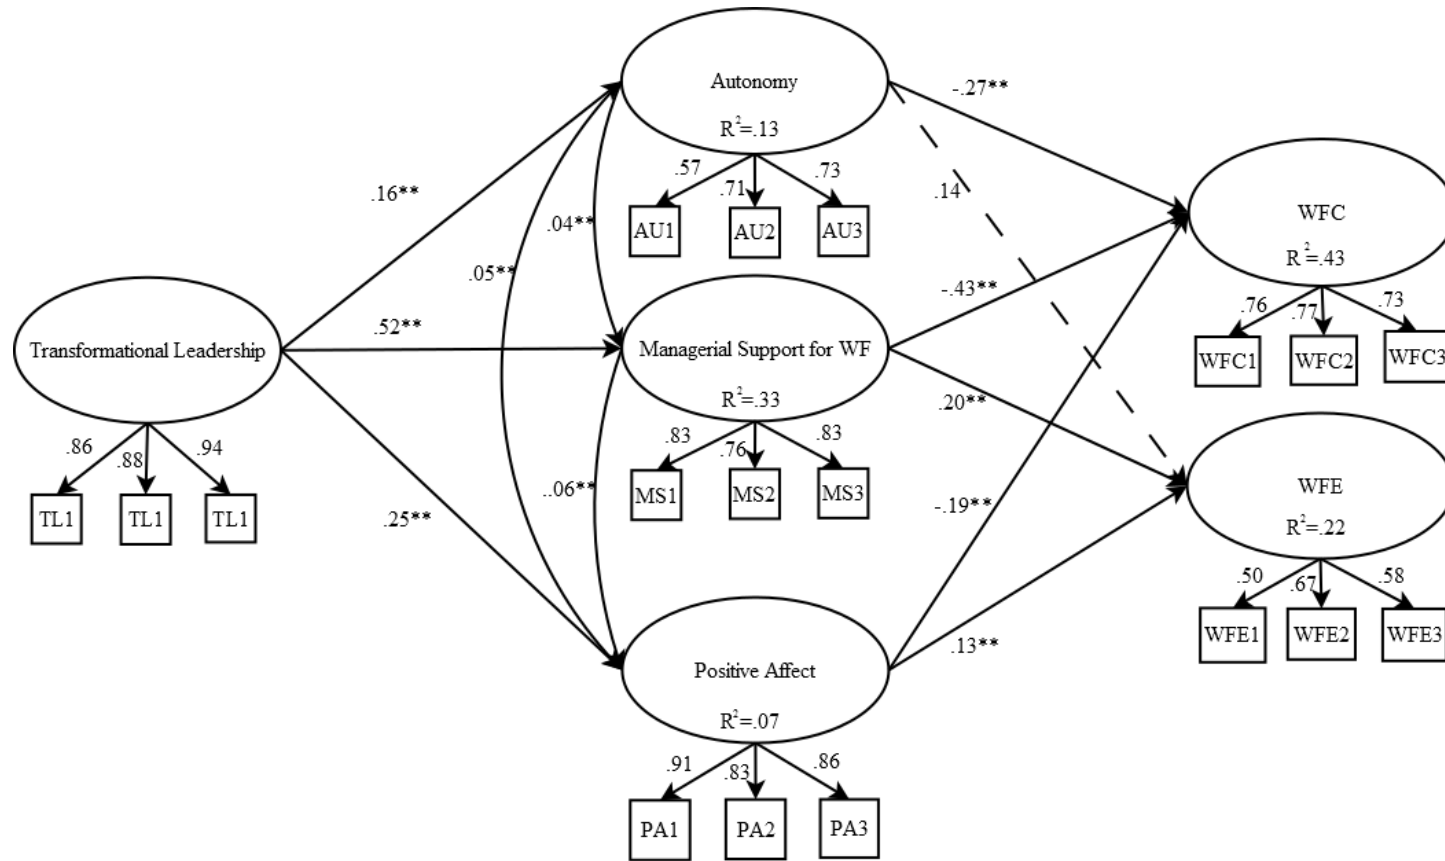 Autonomy
R²=.13
.57
.71
.73
AU1
AU2
AU3
-.27**
.14
.16**
.04**
.05**
WFC
R²=.43
.76
.77
.73
WFC1
WFC2
WFC3
-.43**
Transformational Leadership
.86
.88
.94
TL1
TL1
TL1
.52**
Managerial Support for WF
R²=.33
.83
.76
.83
MS1
MS2
MS3
.20**
-.19**
..06**
.25**
WFE
R²=.22
.50
.67
.58
WFE1
WFE2
WFE3
.13**
Positive Affect
R²=.07
.91
.83
.86
PA1
PA2
PA3